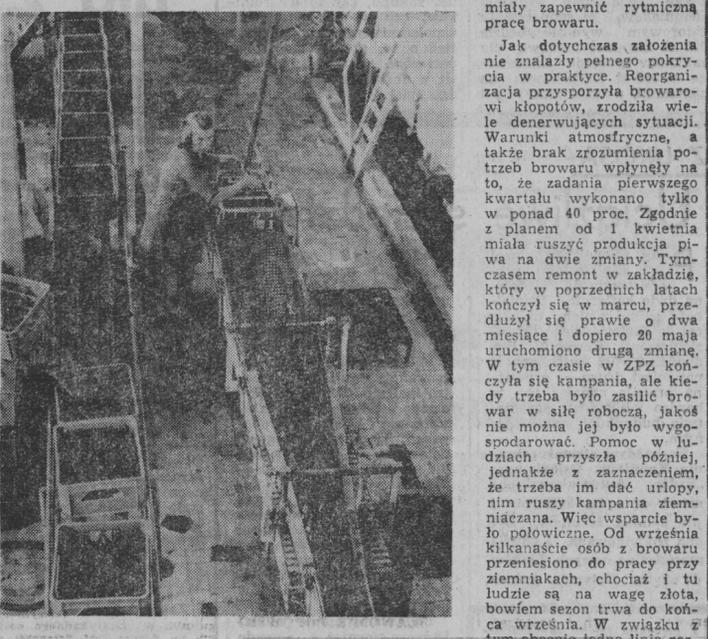 miały zapewnić rytmiczną
pracę browaru.
Jak dotychczas założenia
nie znalazły pełnego pokry-
cia w praktyce. Reorgani-
zacja przysporzyła browaro-
wi kłopotów, zrodziła wie-
le denerwujących sytuacji.
Warunki atmosfryczne, a
także brak zrozumienia po-
trzeb browaru wpłynęły na
to, że zadania pierwszego
kwartału wykonano tylko
w ponad 40 proc. Zgodnie
z planem od 1 kwietnia
miała ruszyć produkcja pi-
wa na dwie zmiany. Tym-
czasem remont w zakładzie,
który w poprzednich latach
kończył się w marcu, prze-
dłużył się prawie o dwa
miesiące i dopiero 20 maja
uruchomiono drugą zmianę.
W tym czasie w ZPZ koń-
czyła się kampania, ale kie-
dy trzeba było zasilić bro-
war w siłę roboczą, jakoś
nie można jej było wygo-
spodarować. Pomoc w lu-
dziach przyszła później,
jednakże z zaznaczeniem,
że trzeba im dać urlopy,
nim ruszy kampania ziem-
niaczana. Więc wsparcie by-
ło połowiczne. Od września
kilkanaście osób z browaru
przeniesiono do pracy przy
ziemniakach, chociaż i tu
ludzie są na wagę złota,
bowiem sezon trwa do koń-
ca września. W związku z